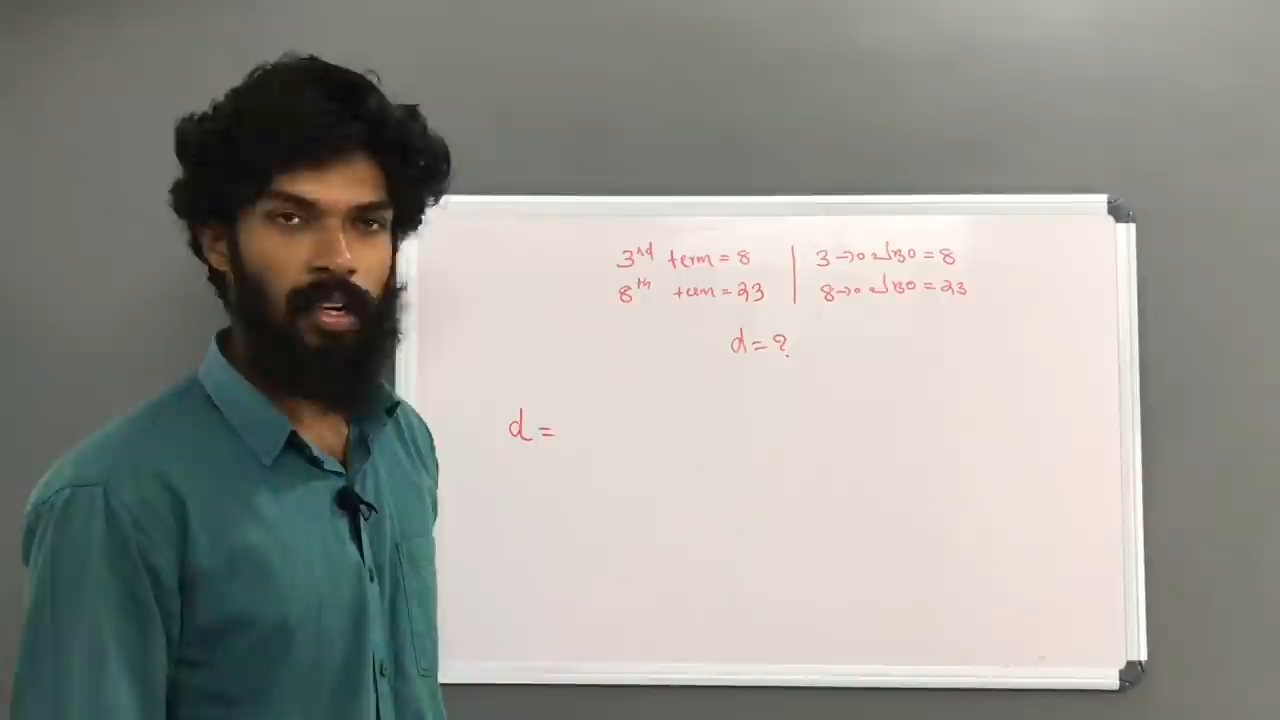 3rd term = 8 | 3-ാം പദം = 8
8th term = 23 | 8-ാം പദം = 23
d = ?
d =